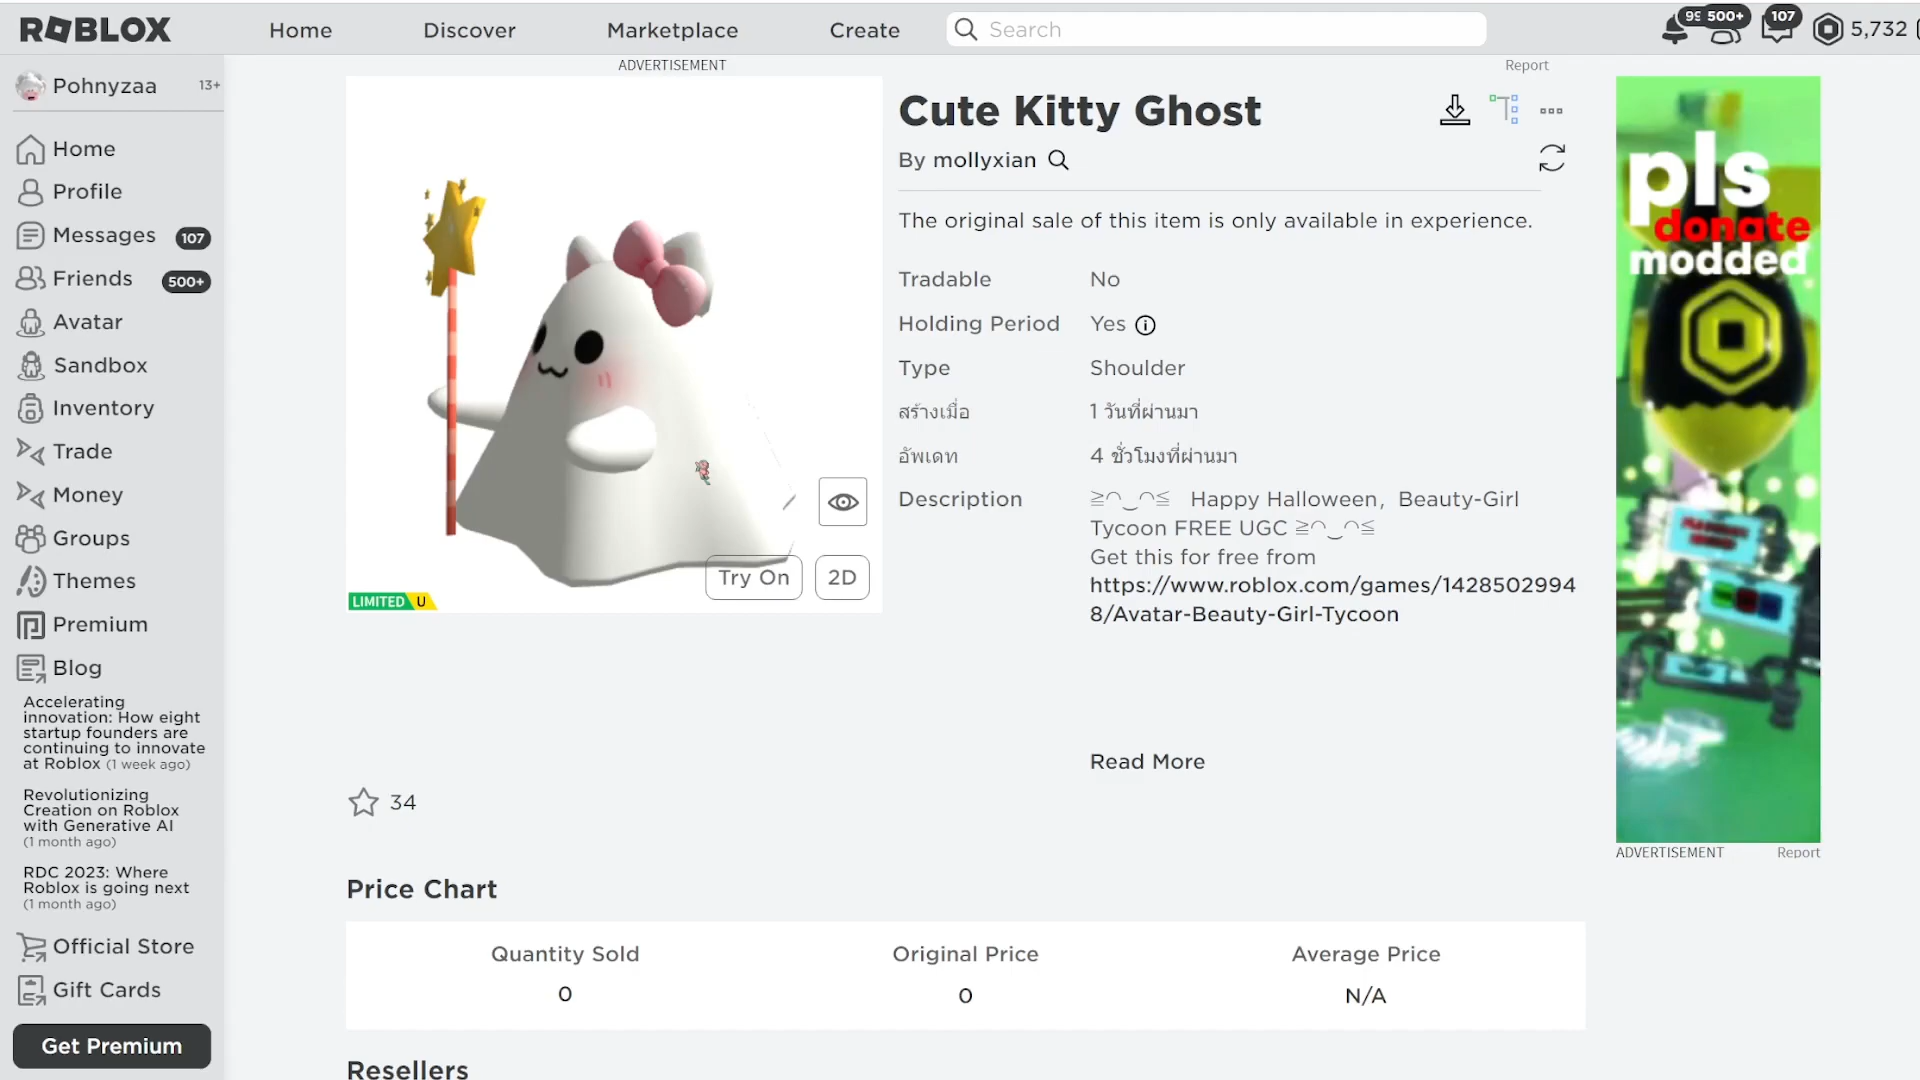 ROBLOX
Home
Discover
Marketplace
Create
Search
99
500+
107
5,732
Pohnyzaa
13+
Home
Profile
Messages
107
Friends
500+
Avatar
Sandbox
Inventory
Trade
Money
Groups
Themes
Premium
Blog
Accelerating
innovation: How eight
startup founders are
continuing to innovate
at Roblox (1 week ago)
Revolutionizing
Creation on Roblox
with Generative AI
(1 month ago)
RDC 2023: Where
Roblox is going next
(1 month ago)
Official Store
Gift Cards
Get Premium
ADVERTISEMENT
Report
Try On
2D
LIMITED U
34
Cute Kitty Ghost
By mollyxian
The original sale of this item is only available in experience.
Tradable No
Holding Period Yes
Type Shoulder
สร้างเมื่อ 1 วันที่ผ่านมา
อัพเดท 4 ชั่วโมงที่ผ่านมา
Description ≧◠‿◠≦ Happy Halloween, Beauty-Girl
Tycoon FREE UGC ≧◠‿◠≦
Get this for free from
https://www.roblox.com/games/1428502994
8/Avatar-Beauty-Girl-Tycoon
Read More
Price Chart
Quantity Sold
0
Original Price
0
Average Price
N/A
Resellers
pls
donate
modded
ADVERTISEMENT
Report